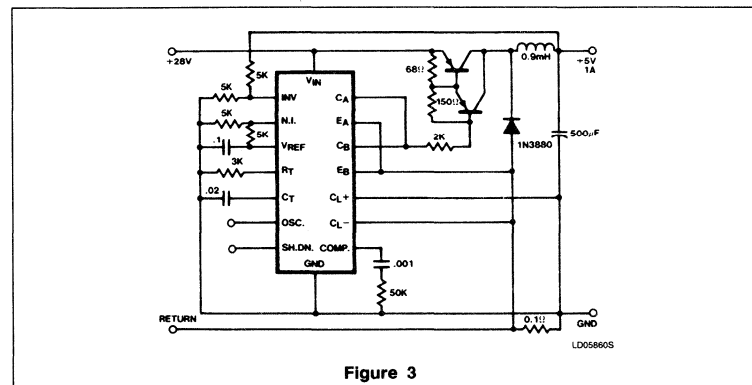 +28V
+5V
1A
0.9mH
68Ω
150Ω
5K
VIN
5K
INV
CA
5K
N.I.
EA
5K
.1
VREF
CB
2K
1N3880
500µF
3K
RT
EB
.02
CT
CL+
OSC.
CL−
SH.DN.
COMP.
GND
.001
50K
RETURN
0.1Ω
GND
LD05860S
Figure 3